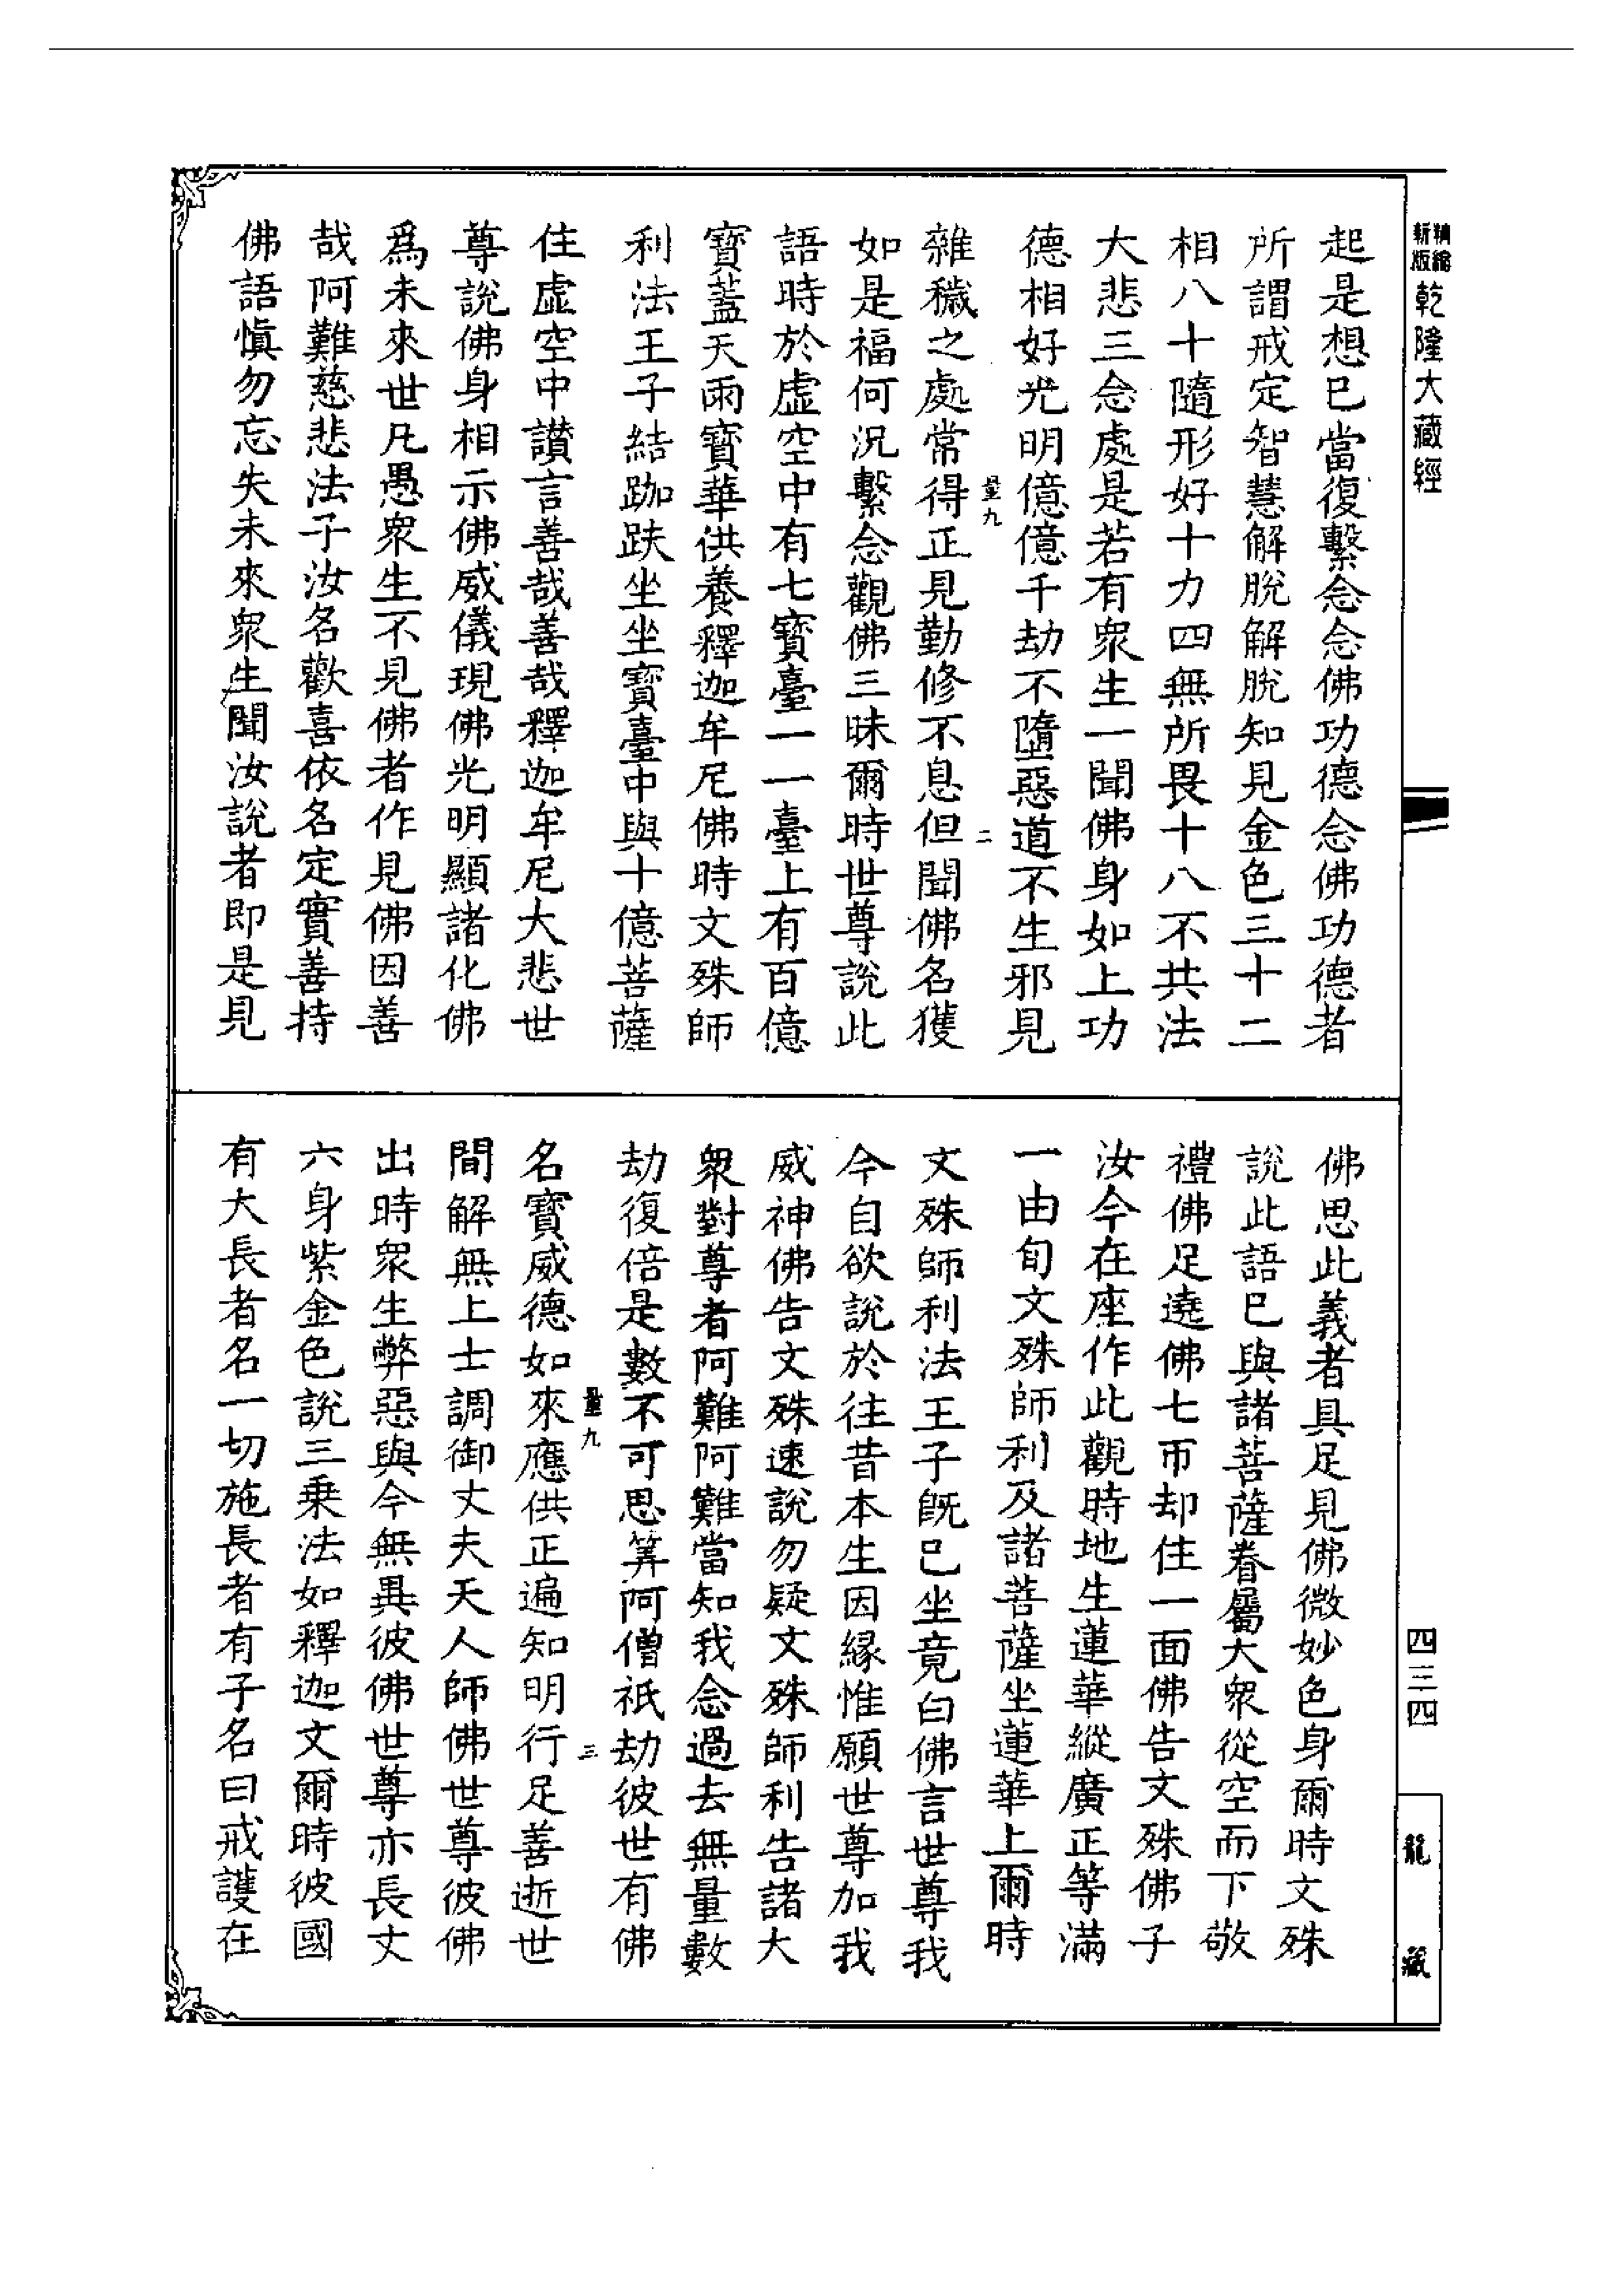 新版精縮乾隆大藏經
起是想已當復繫念念佛功德念佛功德者
所謂戒定智慧解脫解脫知見金色三十二
相八十隨形好十力四無所畏十八不共法
大悲三念處是若有衆生一聞佛身如上功
德相好光明億億千劫不墮惡道不生邪見
量九
二
雜穢之處常得正見勤修不息但聞佛名獲
如是福何況繫念觀佛三昧爾時世尊說此
語時於虛空中有七寶臺一一臺上有百億
寶蓋天雨寶華供養釋迦牟尼佛時文殊師
利法王子結跏趺坐坐寶臺中與十億菩薩
住虛空中讚言善哉善哉釋迦牟尼大悲世
尊說佛身相示佛威儀現佛光明顯諸化佛
爲未來世凡愚衆生不見佛者作見佛因善
哉阿難慈悲法子汝名歡喜依名定實善持
佛語愼勿忘失未來衆生聞汝說者即是見
佛思此義者具足見佛微妙色身爾時文殊
說此語已與諸菩薩眷屬大衆從空而下敬
禮佛足遶佛七帀却住一面佛告文殊佛子
汝今在座作此觀時地生蓮華縱廣正等滿
一由旬文殊師利及諸菩薩坐蓮華上爾時
文殊師利法王子旣已坐竟白佛言世尊我
今自欲說於往昔本生因緣惟願世尊加我
威神佛告文殊速說勿疑文殊師利告諸大
衆對尊者阿難阿難當知我念過去無量數
劫復倍是數不可思筭阿僧祇劫彼世有佛
量九
三
名寶威德如來應供正遍知明行足善逝世
間解無上士調御丈夫天人師佛世尊彼佛
出時衆生弊惡與今無異彼佛世尊亦長丈
六身紫金色說三乗法如釋迦文爾時彼國
有大長者名一切施長者有子名曰戒護在
四三四
龍藏